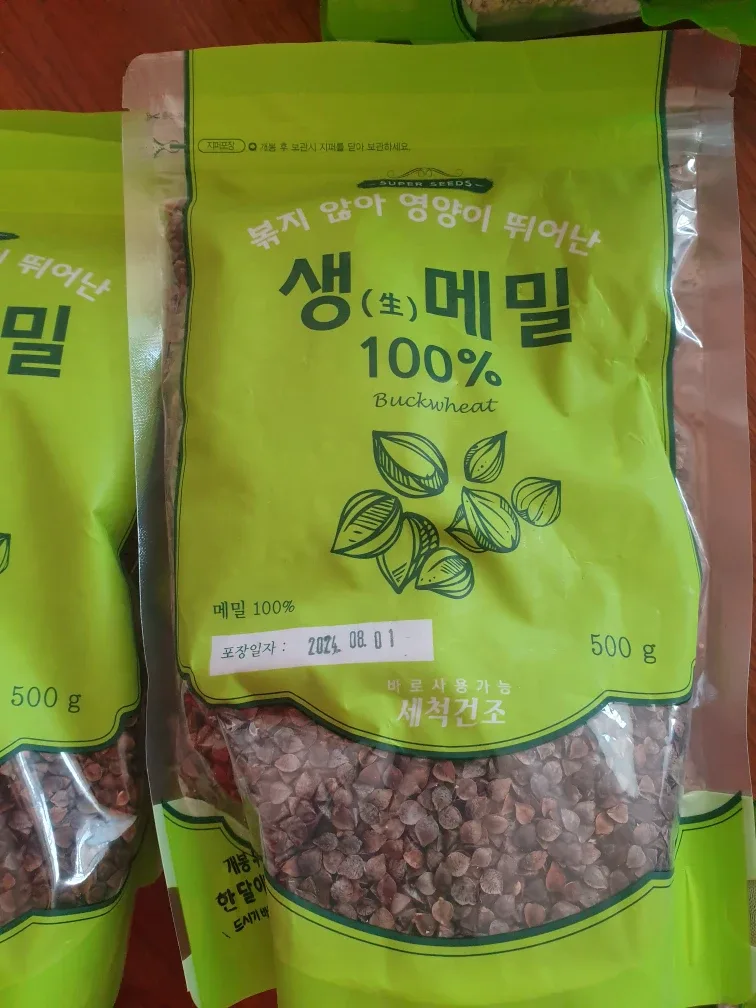 지퍼포장 개봉 후 보관시 지퍼를 닫아 보관하세요.
SUPER SEEDS
볶지 않아 영양이 뛰어난
생(生)메밀
100%
Buckwheat
메밀 100%
포장일자 : 2024. 08. 01
500 g
바로사용가능
세척건조
개봉
한달
드시기
뛰어난
밀
500 g